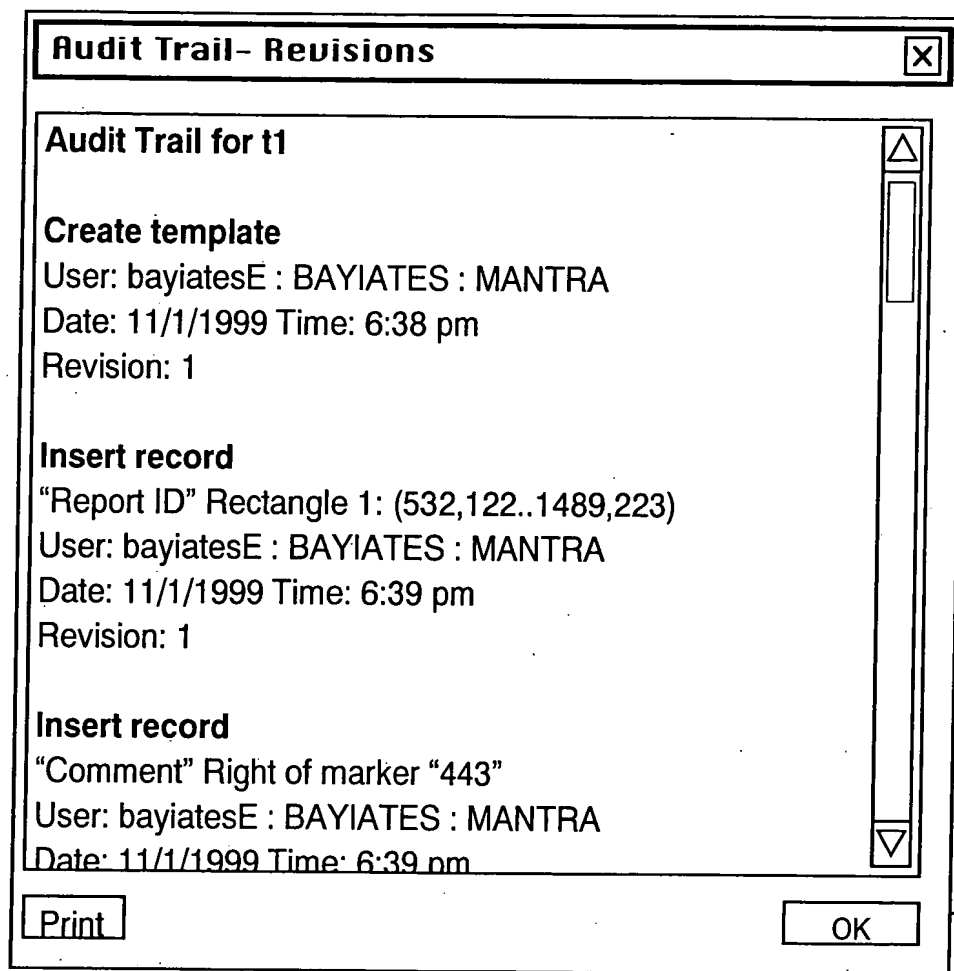 Audit Trail- Revisions
Audit Trail for t1
Create template
User: bayiatesE : BAYIATES : MANTRA
Date: 11/1/1999 Time: 6:38 pm
Revision: 1
Insert record
“Report ID” Rectangle 1: (532,122..1489,223)
User: bayiatesE : BAYIATES : MANTRA
Date: 11/1/1999 Time: 6:39 pm
Revision: 1
Insert record
“Comment” Right of marker “443”
User: bayiatesE : BAYIATES : MANTRA
Date: 11/1/1999 Time: 6:39 pm
Print
OK